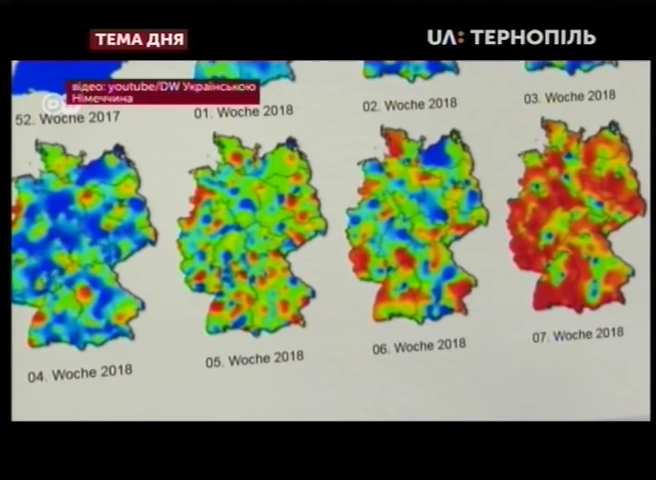 ТЕМА ДНЯ
UA: ТЕРНОПІЛЬ
відео: youtube/DW Українською
Німеччина
52. Woche 2017
01. Woche 2018
02. Woche 2018
03. Woche 2018
04. Woche 2018
05. Woche 2018
06. Woche 2018
07. Woche 2018